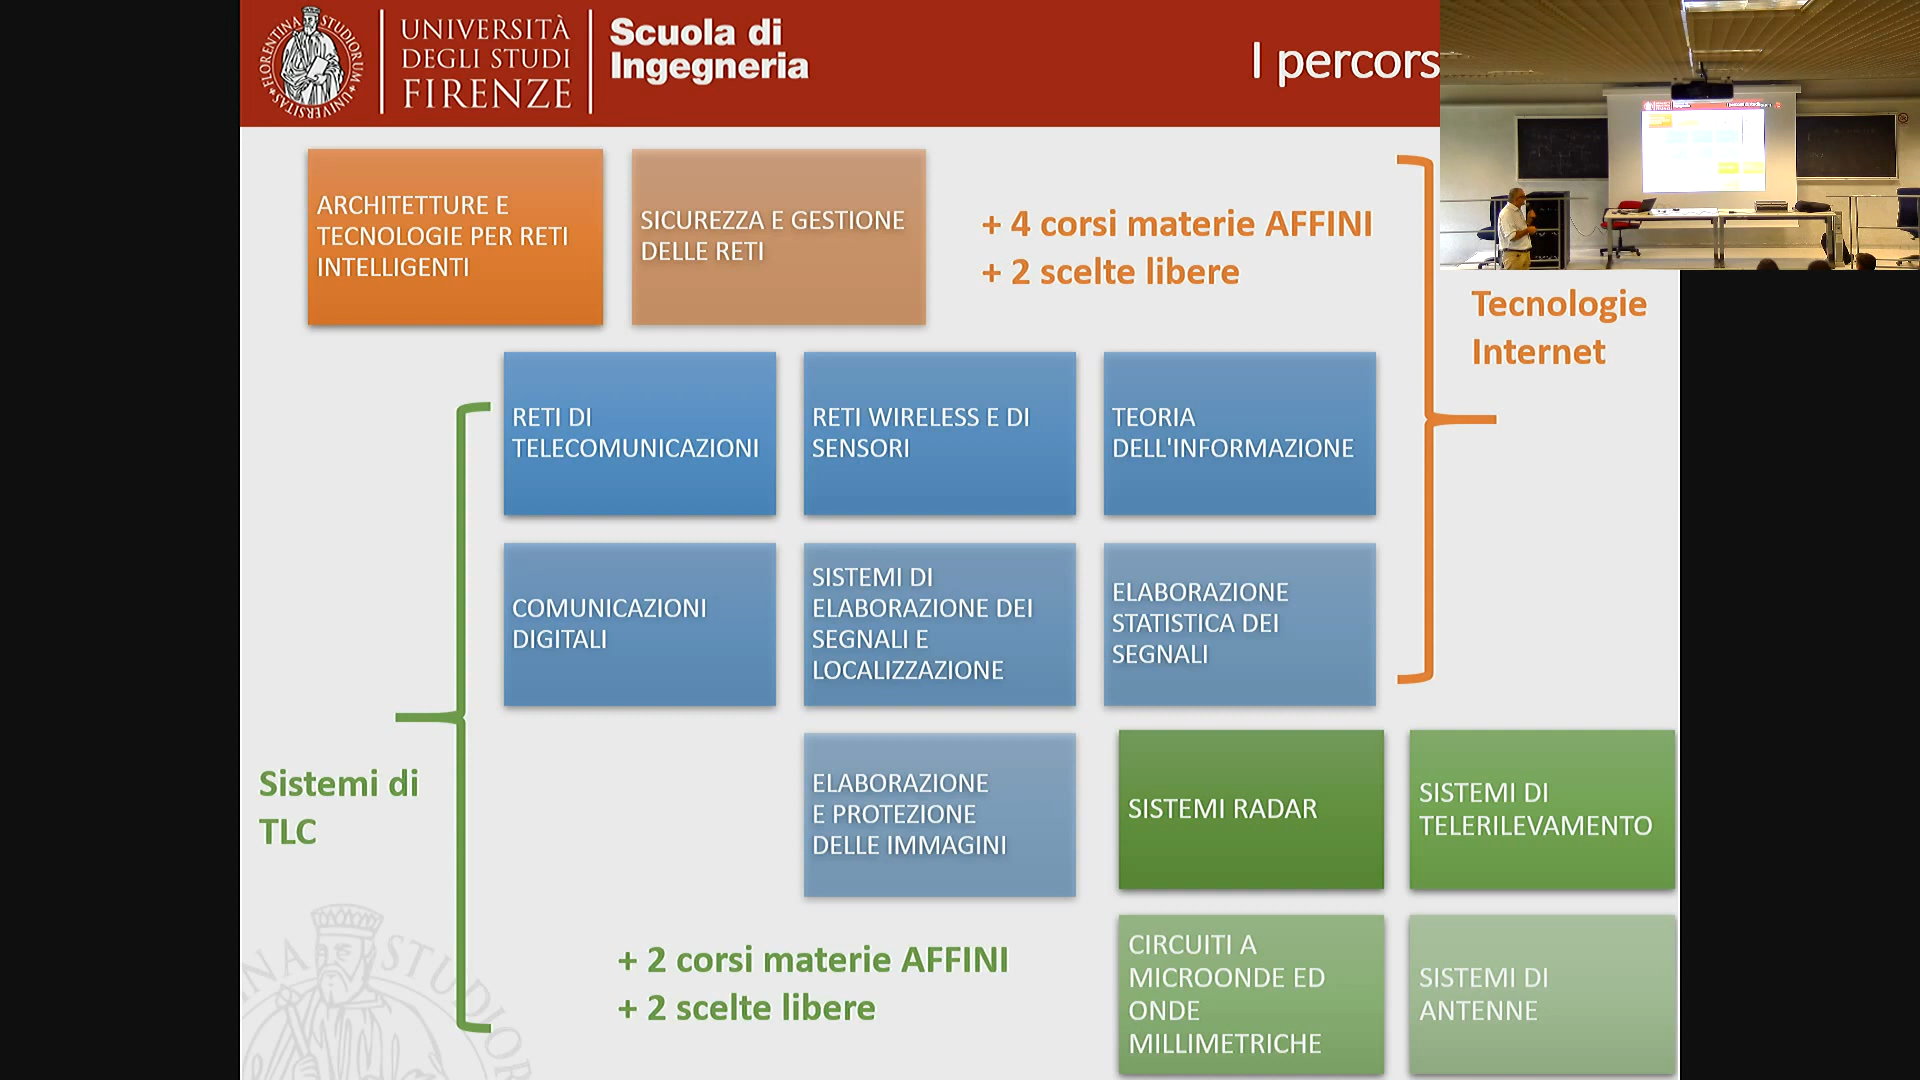 UNIVERSITÀ
DEGLI STUDI
FIRENZE
Scuola di
Ingegneria
I percors
ARCHITETTURE E
TECNOLOGIE PER RETI
INTELLIGENTI
SICUREZZA E GESTIONE
DELLE RETI
+ 4 corsi materie AFFINI
+ 2 scelte libere
Tecnologie
Internet
RETI DI
TELECOMUNICAZIONI
RETI WIRELESS E DI
SENSORI
TEORIA
DELL'INFORMAZIONE
COMUNICAZIONI
DIGITALI
SISTEMI DI
ELABORAZIONE DEI
SEGNALI E
LOCALIZZAZIONE
ELABORAZIONE
STATISTICA DEI
SEGNALI
Sistemi di
TLC
ELABORAZIONE
E PROTEZIONE
DELLE IMMAGINI
SISTEMI RADAR
SISTEMI DI
TELERILEVAMENTO
+ 2 corsi materie AFFINI
+ 2 scelte libere
CIRCUITI A
MICROONDE ED
ONDE
MILLIMETRICHE
SISTEMI DI
ANTENNE